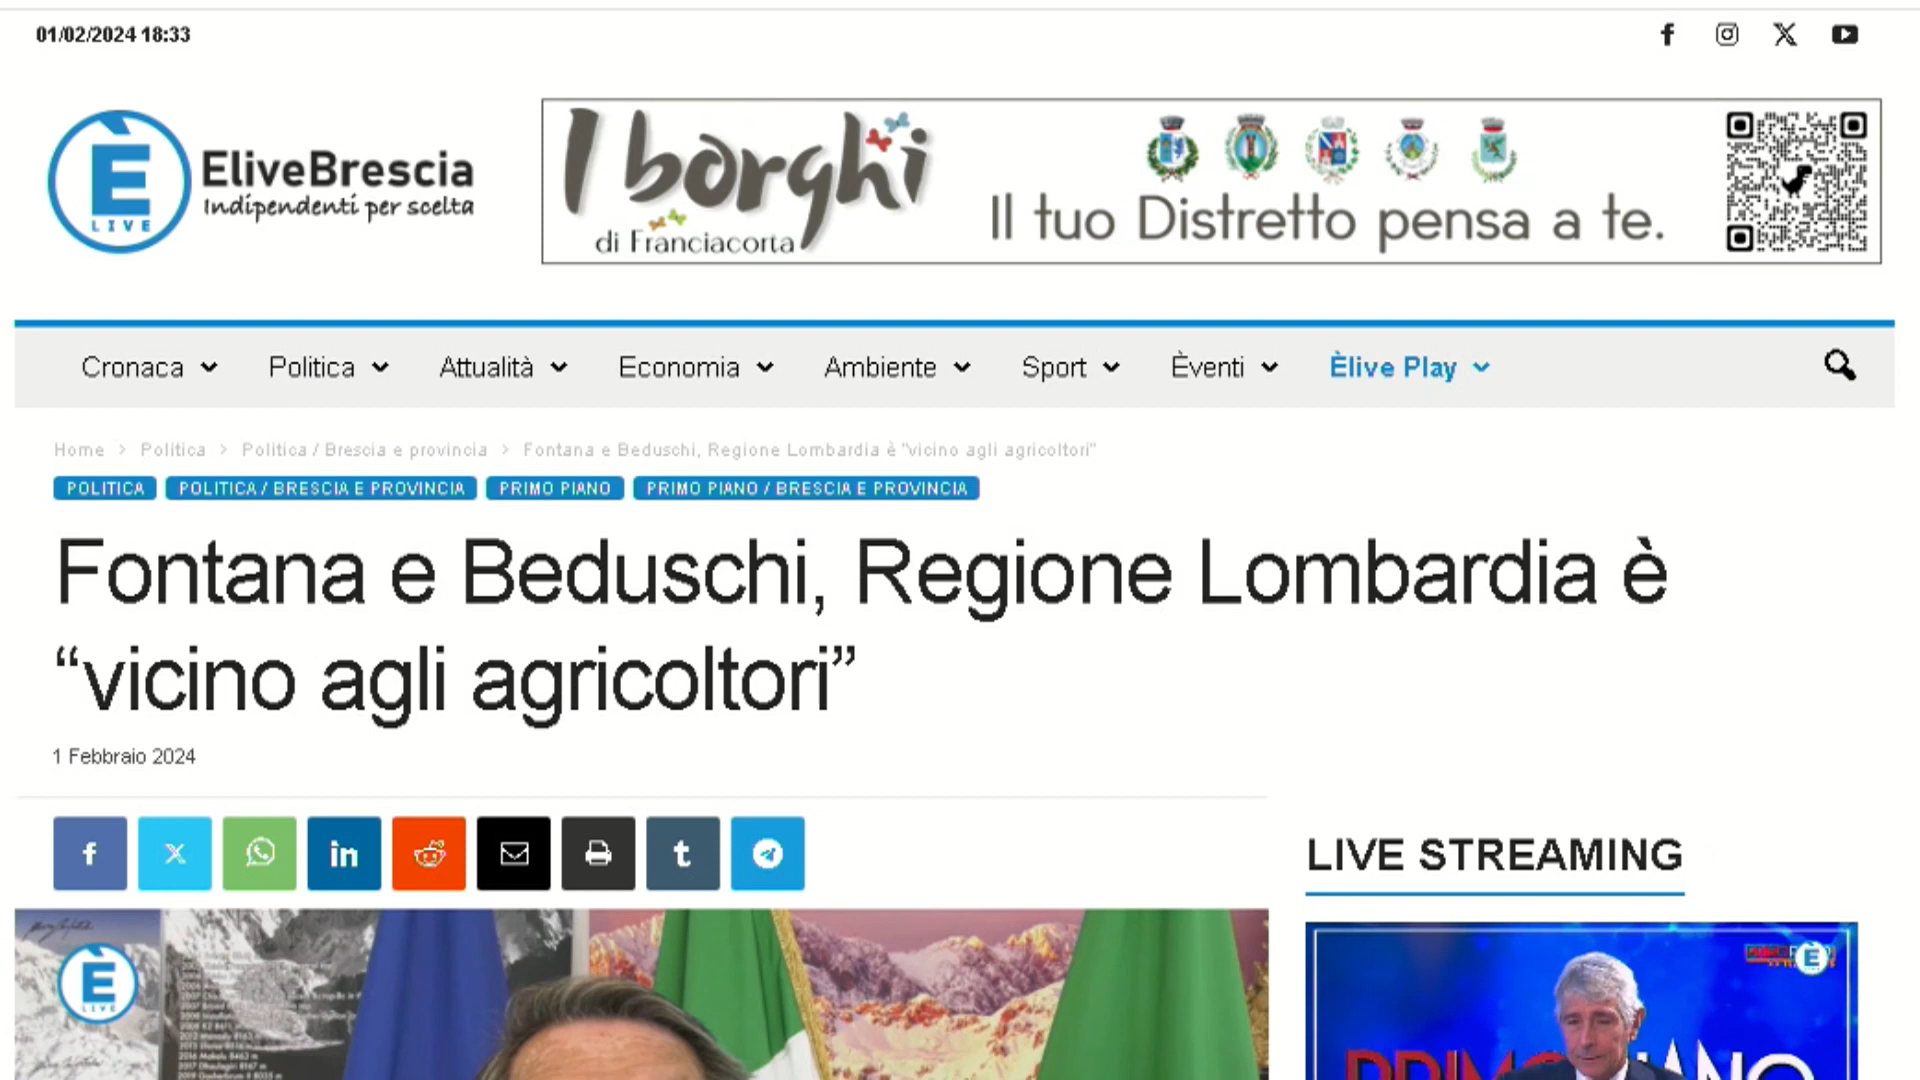 01/02/2024 18:33
È
LIVE
EliveBrescia
Indipendenti per scelta
I borghi
di Franciacorta
Il tuo Distretto pensa a te.
Cronaca
Politica
Attualità
Economia
Ambiente
Sport
Èventi
Èlive Play
Home > Politica > Politica / Brescia e provincia > Fontana e Beduschi, Regione Lombardia è "vicino agli agricoltori"
POLITICA
POLITICA / BRESCIA E PROVINCIA
PRIMO PIANO
PRIMO PIANO / BRESCIA E PROVINCIA
Fontana e Beduschi, Regione Lombardia è
“vicino agli agricoltori”
1 Febbraio 2024
LIVE STREAMING
È
LIVE